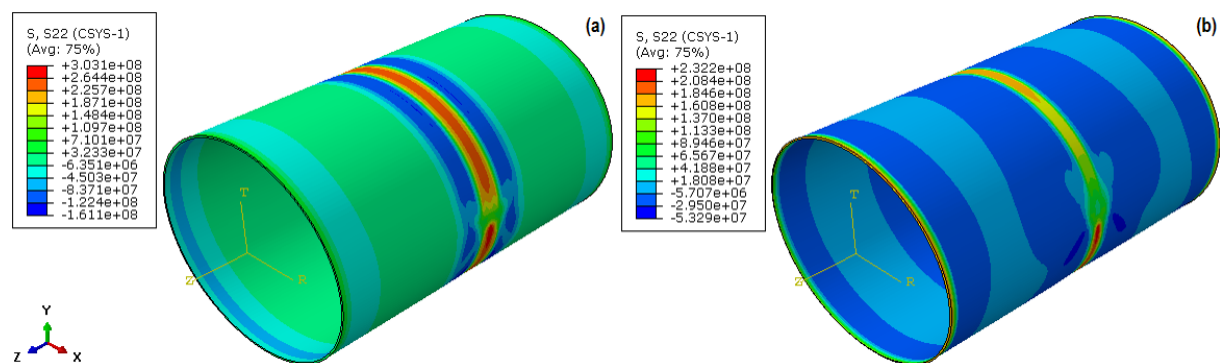 (a)
S, S22 (CSYS-1)
(Avg: 75%)
+3.031e+08
+2.644e+08
+2.257e+08
+1.871e+08
+1.484e+08
+1.097e+08
+7.101e+07
+3.233e+07
-6.351e+06
-4.503e+07
-8.371e+07
-1.224e+08
-1.611e+08
T
Z
R
Y
Z
X
(b)
S, S22 (CSYS-1)
(Avg: 75%)
+2.322e+08
+2.084e+08
+1.846e+08
+1.608e+08
+1.370e+08
+1.133e+08
+8.946e+07
+6.567e+07
+4.188e+07
+1.808e+07
-5.707e+06
-2.950e+07
-5.329e+07
T
Z
R